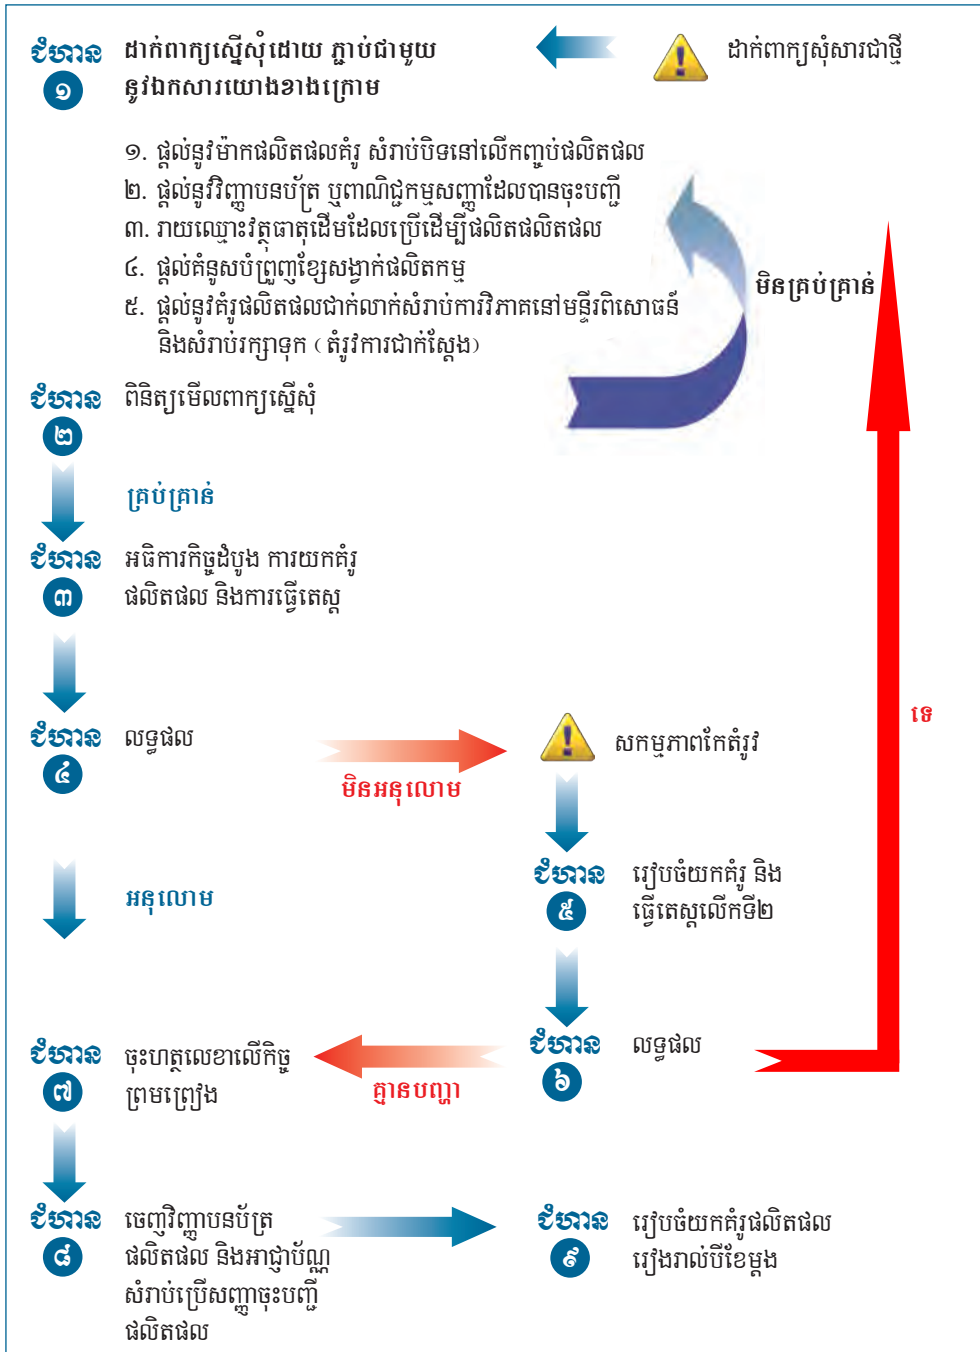 ជំហាន ដាក់ពាក្យស្នើសុំដោយ ភ្ជាប់ជាមួយ
១ នូវឯកសារយោងខាងក្រោម
ដាក់ពាក្យសុំសារជាថ្មី
១. ផ្តល់នូវម៉ាកផលិតផលគំរូ សំរាប់បិទនៅលើកញ្ចប់ផលិតផល
២. ផ្តល់នូវវិញ្ញាបនប័ត្រ ឬពាណិជ្ជកម្មសញ្ញាដែលបានចុះបញ្ជី
៣. រាយឈ្មោះវត្ថុធាតុដើមដែលប្រើដើម្បីផលិតផលិតផល
៤. ផ្តល់គំនូសបំព្រួញខ្សែសង្វាក់ផលិតកម្ម
៥. ផ្តល់នូវគំរូផលិតផលជាក់លាក់សំរាប់ការវិភាគនៅមន្ទីរពិសោធន៍
និងសំរាប់រក្សាទុក ( តំរូវការជាក់ស្តែង)
មិនគ្រប់គ្រាន់
ជំហាន ពិនិត្យមើលពាក្យស្នើសុំ
២
គ្រប់គ្រាន់
ជំហាន អធិការកិច្ចដំបូង ការយកគំរូ
៣ ផលិតផល និងការធ្វើតេស្ត
ជំហាន លទ្ធផល
៤
មិនអនុលោម
សកម្មភាពកែតំរូវ
ទេ
អនុលោម
ជំហាន រៀបចំយកគំរូ និង
៥ ធ្វើតេស្តលើកទី២
ជំហាន លទ្ធផល
៦
គ្មានបញ្ហា
ជំហាន ចុះហត្ថលេខាលើកិច្ច
៧ ព្រមព្រៀង
ជំហាន ចេញវិញ្ញាបនប័ត្រ
៨ ផលិតផល និងអាជ្ញាប័ណ្ណ
សំរាប់ប្រើសញ្ញាចុះបញ្ជី
ផលិតផល
ជំហាន រៀបចំយកគំរូផលិតផល
៩ រៀងរាល់បីខែម្តង